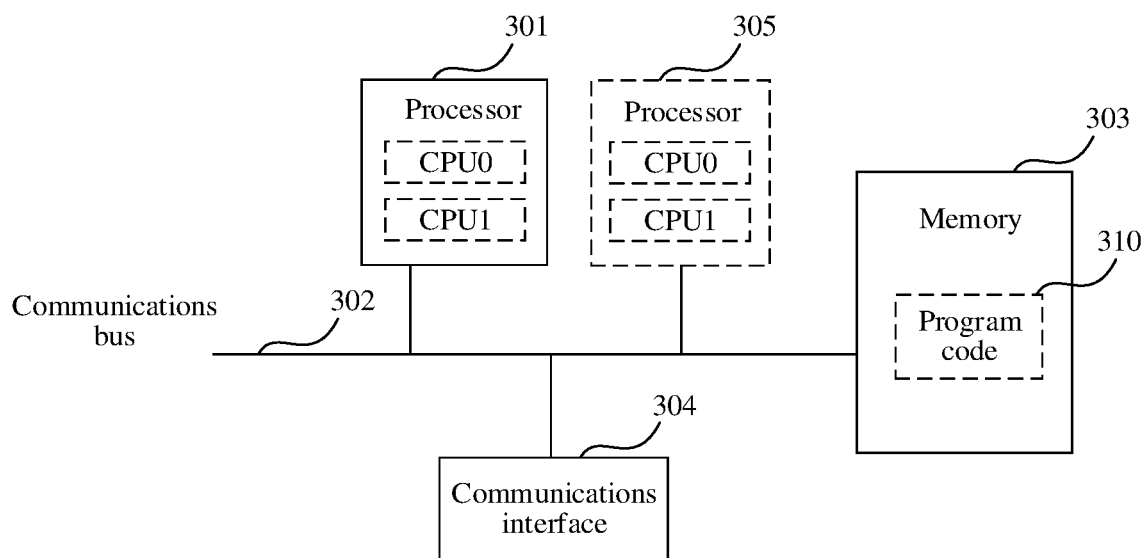 301
305
Processor
CPU0
CPU1
Processor
CPU0
CPU1
303
Memory
310
Program
code
Communications
bus
302
304
Communications
interface